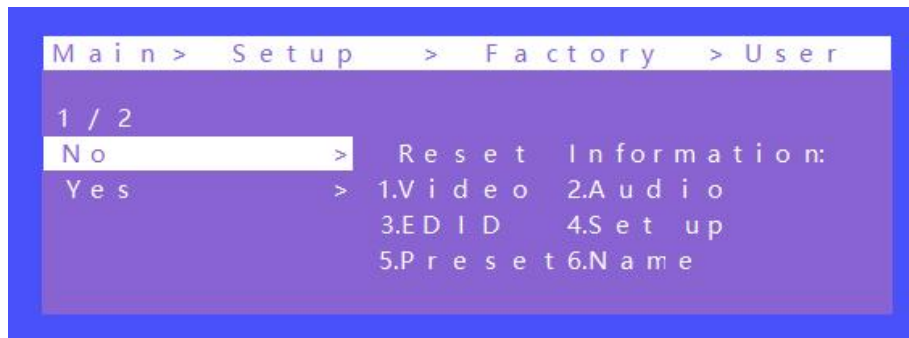 Main> Setup > Factory >User
1/2
No > Reset Information:
Yes > 1.Video 2.Audio
3.EDID 4.Set up
5.Preset 6.Name